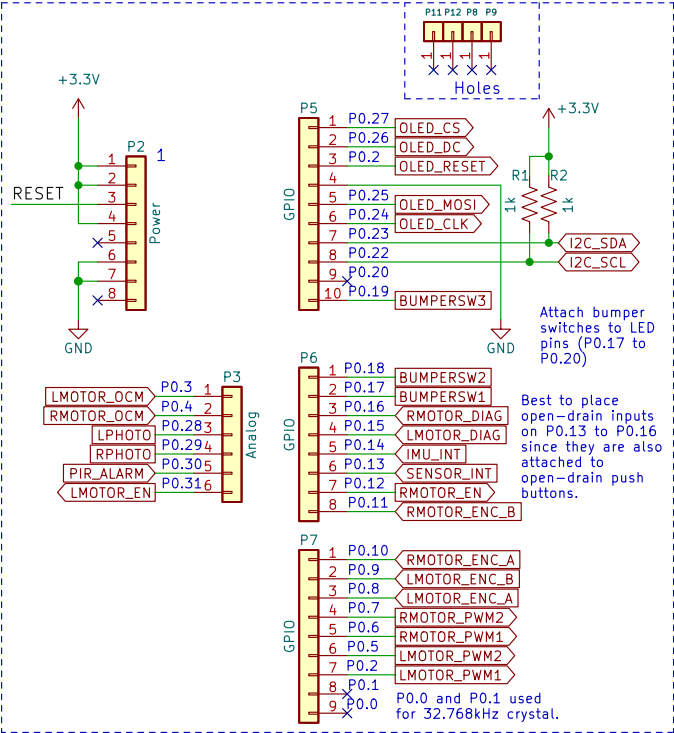 P11 P12 P8 P9
1 1 1 1
Holes
+3.3V
P2
1
1
2
RESET
3
4
5
6
7
8
Power
GND
P5
GPIO
1 P0.27 OLED_CS
2 P0.26 OLED_DC
3 P0.2 OLED_RESET
4
5 P0.25 OLED_MOSI
6 P0.24 OLED_CLK
7 P0.23 I2C_SDA
8 P0.22 I2C_SCL
9 P0.20
10 P0.19 BUMPERSW3
+3.3V
R1 R2
1k 1k
GND
Attach bumper
switches to LED
pins (P0.17 to
P0.20)
P3
Analog
LMOTOR_OCM P0.3 1
RMOTOR_OCM P0.4 2
LPHOTO P0.28 3
RPHOTO P0.29 4
PIR_ALARM P0.30 5
LMOTOR_EN P0.31 6
P6
GPIO
1 P0.18 BUMPERSW2
2 P0.17 BUMPERSW1
3 P0.16 RMOTOR_DIAG
4 P0.15 LMOTOR_DIAG
5 P0.14 IMU_INT
6 P0.13 SENSOR_INT
7 P0.12 RMOTOR_EN
8 P0.11 RMOTOR_ENC_B
Best to place
open-drain inputs
on P0.13 to P0.16
since they are also
attached to
open-drain push
buttons.
P7
GPIO
1 P0.10 RMOTOR_ENC_A
2 P0.9 LMOTOR_ENC_B
3 P0.8 LMOTOR_ENC_A
4 P0.7 RMOTOR_PWM2
5 P0.6 RMOTOR_PWM1
6 P0.5 LMOTOR_PWM2
7 P0.2 LMOTOR_PWM1
8 P0.1
9 P0.0
P0.0 and P0.1 used
for 32.768kHz crystal.